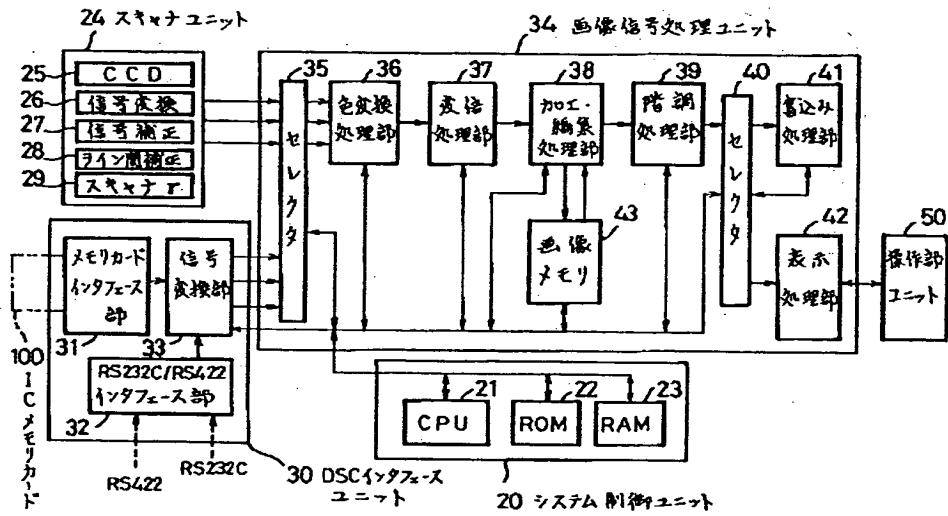 24 スキャナユニット
25 CCD
26 信号変換
27 信号補正
28 ライン間補正
29 スキャナγ
34 画像信号処理ユニット
35
セレクタ
36
色変換
処理部
37
変倍
処理部
38
加工・
編集
処理部
39
階調
処理部
40
セレクタ
41
書込み
処理部
43
画像
メモリ
42
表示
処理部
50
操作部
ユニット
メモリカード
インタフェース
部
31
信号
変換部
33
RS232C/RS422
インタフェース部
32
RS422
RS232C
100 ICメモリカード
30 DSCインタフェース
ユニット
21
CPU
22
ROM
23
RAM
20 システム制御ユニット